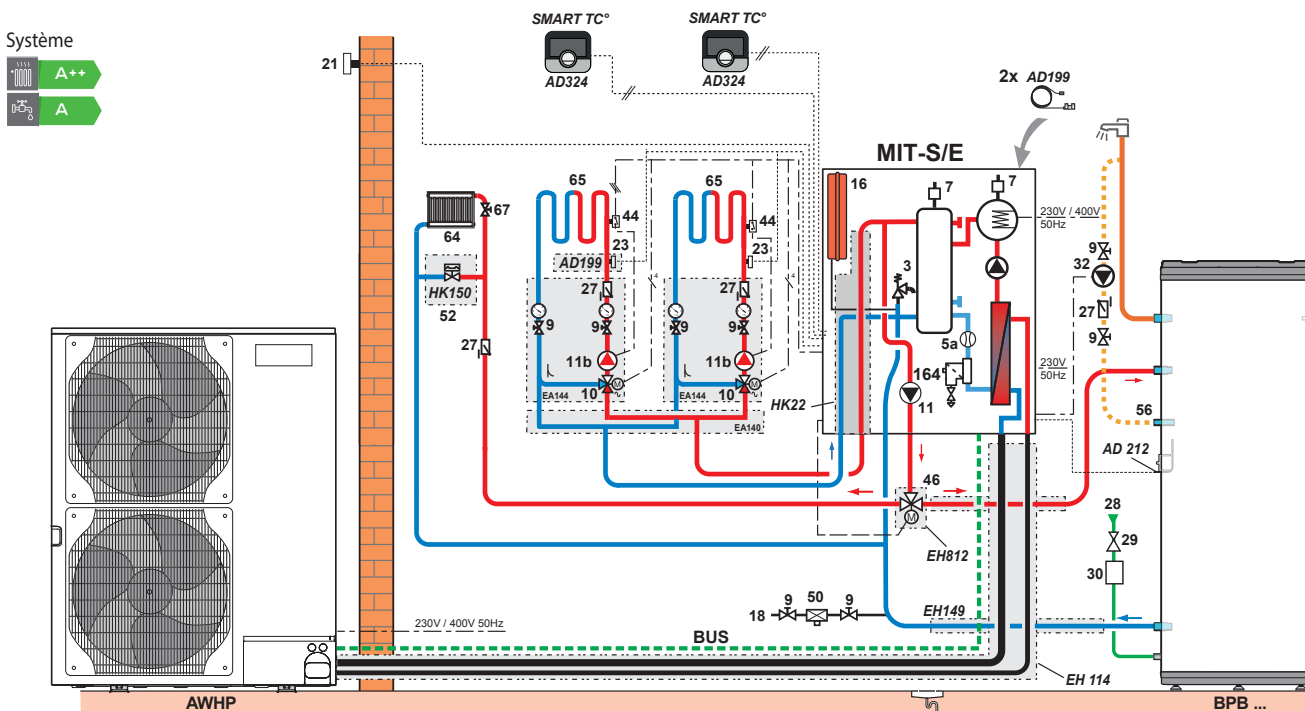 Système
A++
A
SMART TC°
AD324
SMART TC°
AD324
21
2x AD199
MIT-S/E
16
7
7
230V / 400V
50Hz
65
65
67
64
44
44
23
23
AD199
3
HK150
52
27
27
27
9
9
9
9
11b
11b
10
10
M
M
EA144
EA144
EA140
4
4
5a
164
11
HK22
230V
50Hz
9
32
27
9
56
AD 212
46
M
EH812
28
29
30
18
9
50
9
EH149
230V / 400V 50Hz
BUS
EH 114
AWHP
BPB ...